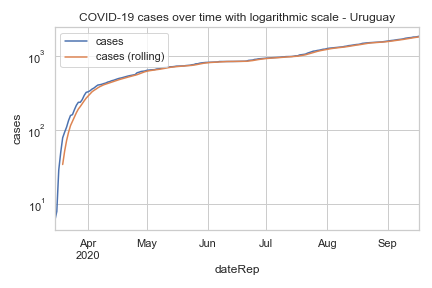 COVID-19 cases over time with logarithmic scale - Uruguay
cases
cases (rolling)
10³
10²
10¹
cases
Apr
2020
May
Jun
Jul
Aug
Sep
dateRep